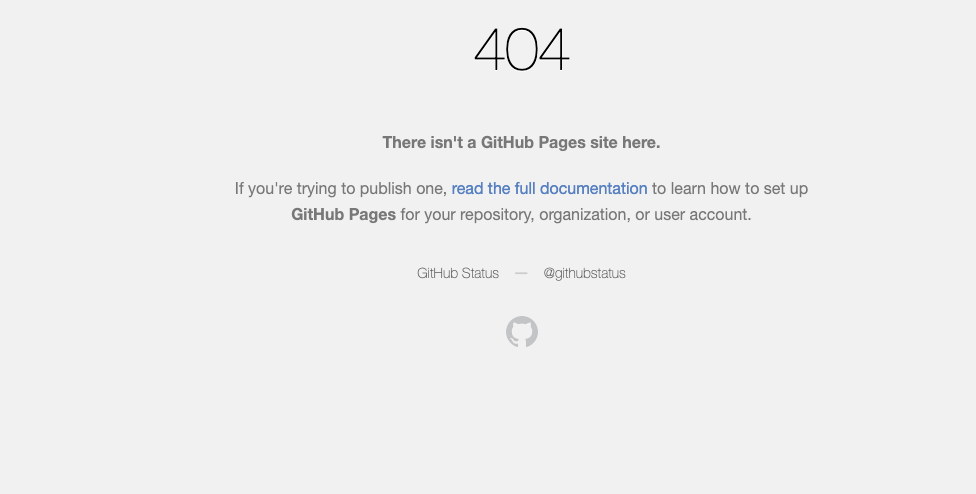 404
There isn't a GitHub Pages site here.
If you're trying to publish one, read the full documentation to learn how to set up
GitHub Pages for your repository, organization, or user account.
GitHub Status — @githubstatus